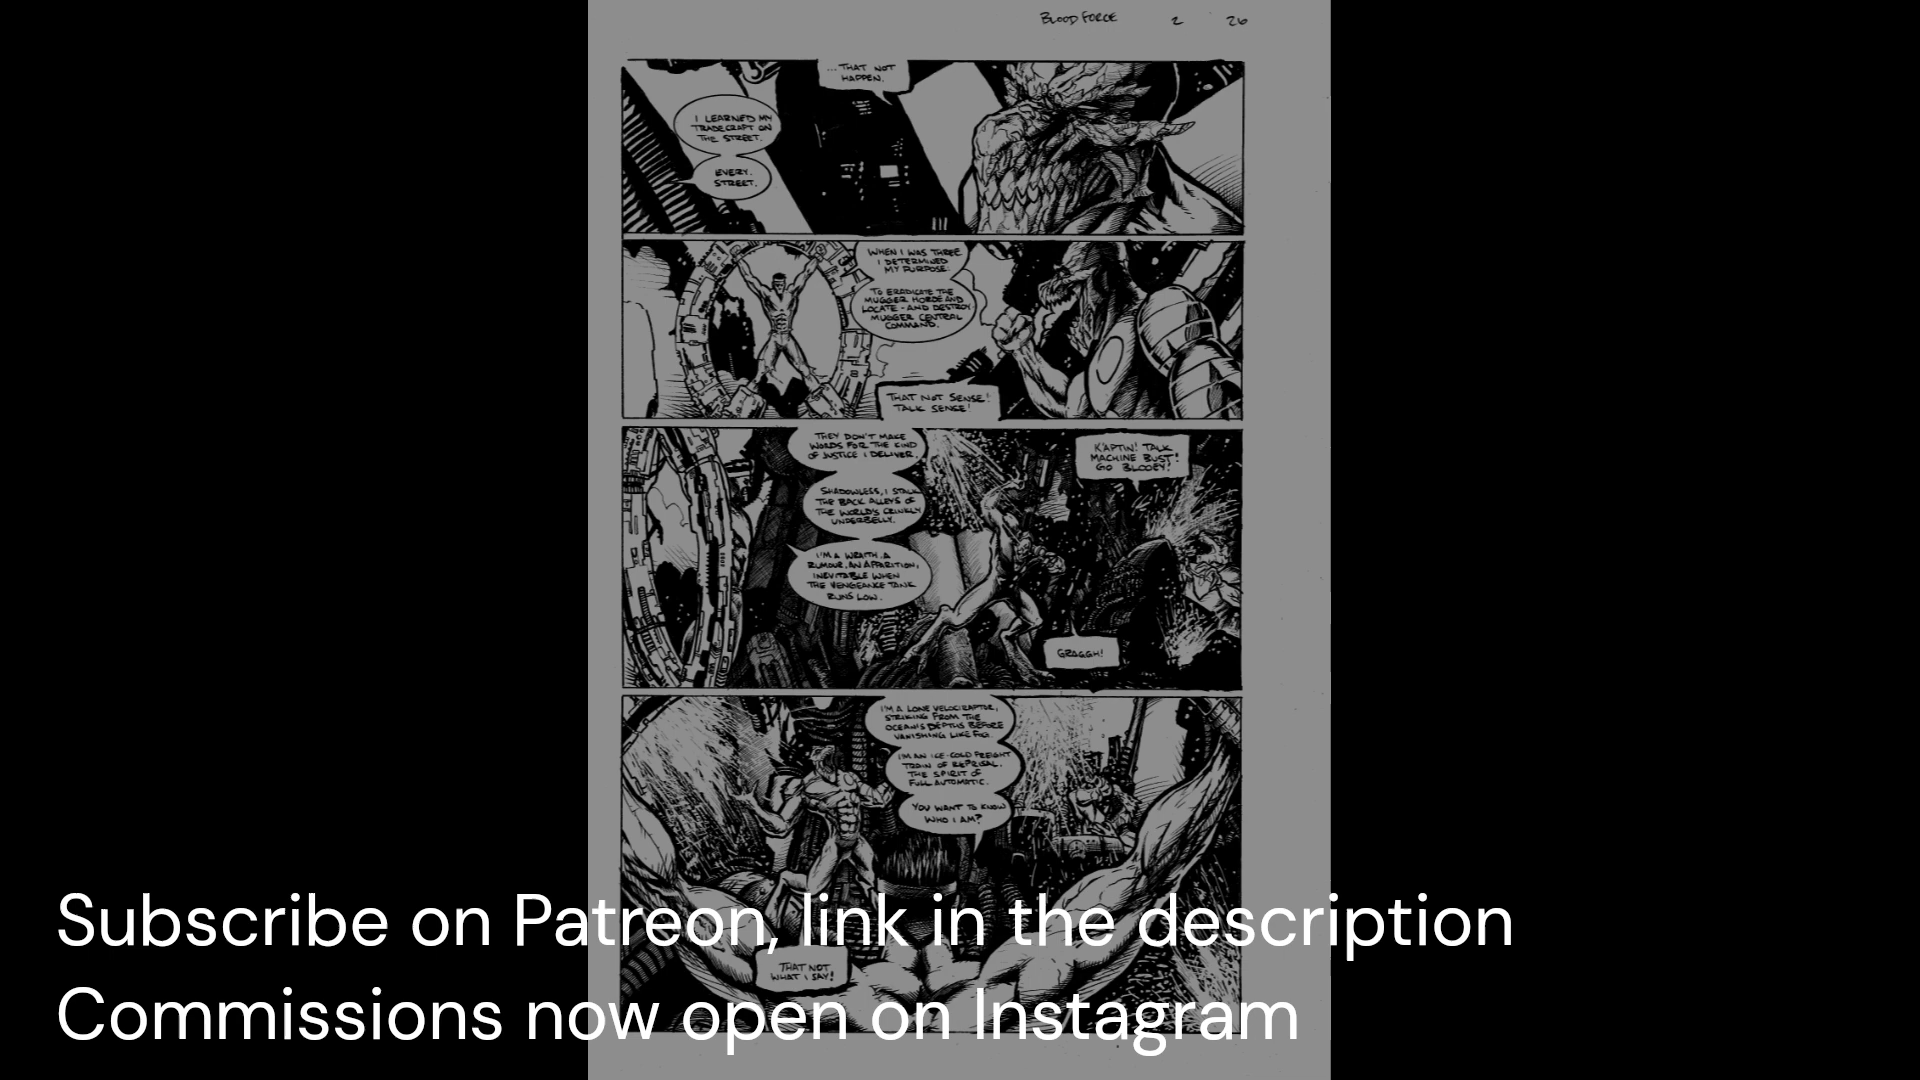 BLOOD FORCE 2 26
... THAT NOT
HAPPEN.
I LEARNED MY
TRADECRAFT ON
THE STREET.
EVERY.
STREET.
WHEN I WAS THREE
I DETERMINED
MY PURPOSE:
TO ERADICATE THE
MUGGER HORDE AND
LOCATE - AND DESTROY -
MUGGER CENTRAL
COMMAND.
THAT NOT SENSE!
TALK SENSE!
THEY DON'T MAKE
WORDS FOR THE KIND
OF JUSTICE I DELIVER.
SHADOWLESS, I STALK
THE BACK ALLEYS OF
THE WORLD'S CRINKLY
UNDERBELLY.
I'M A WRAITH. A
RUMOUR, AN APPARITION,
INEVITABLE WHEN
THE VENGEANCE TANK
RUNS LOW.
K'APTIN! TALK
MACHINE BUST!
GO BLOOEY!
GRAGGH!
I'M A LONE VELOCIRAPTOR,
STRIKING FROM THE
OCEAN'S DEPTHS BEFORE
VANISHING LIKE FOG.
I'M AN ICE-COLD FREIGHT
TRAIN OF REPRISAL.
THE SPIRIT OF
FULL AUTOMATIC.
YOU WANT TO KNOW
WHO I AM?
THAT NOT
WHAT I SAY!
Subscribe on Patreon, link in the description
Commissions now open on Instagram